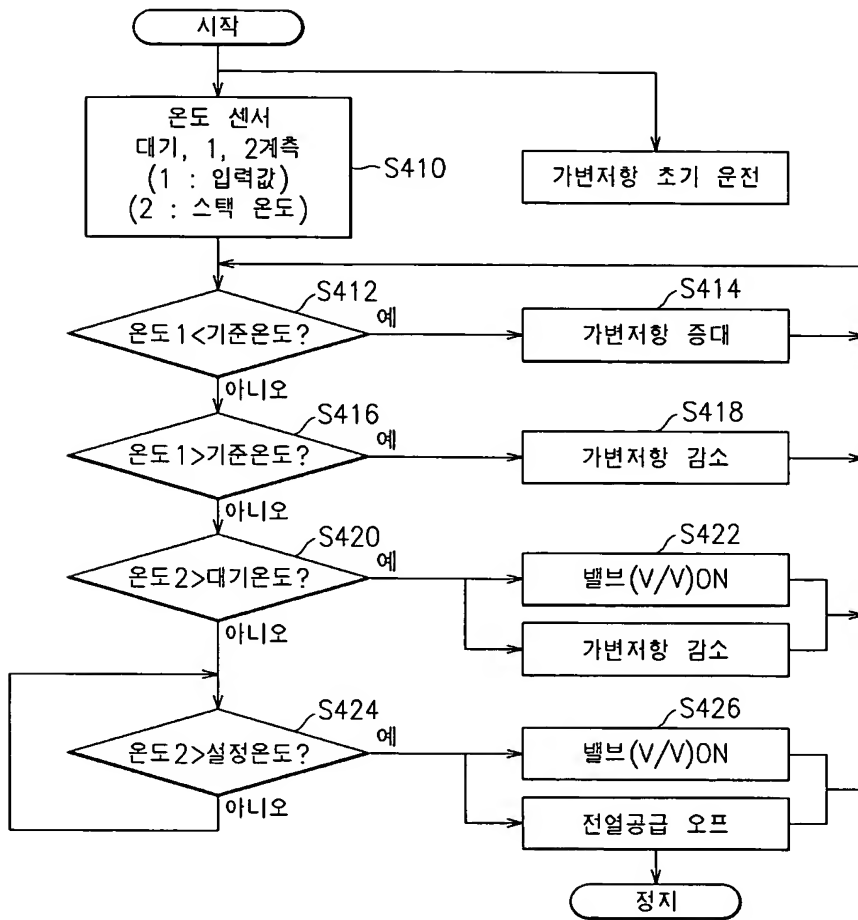 시작
온도 센서
대기, 1, 2계측
(1 : 입력값)
(2 : 스택 온도)
S410
가변저항 초기 운전
S412
온도1<기준온도?
예
아니오
S414
가변저항 증대
S416
온도1>기준온도?
예
아니오
S418
가변저항 감소
S420
온도2>대기온도?
예
아니오
S422
밸브(V/V)ON
가변저항 감소
S424
온도2>설정온도?
예
아니오
S426
밸브(V/V)ON
전열공급 오프
정지